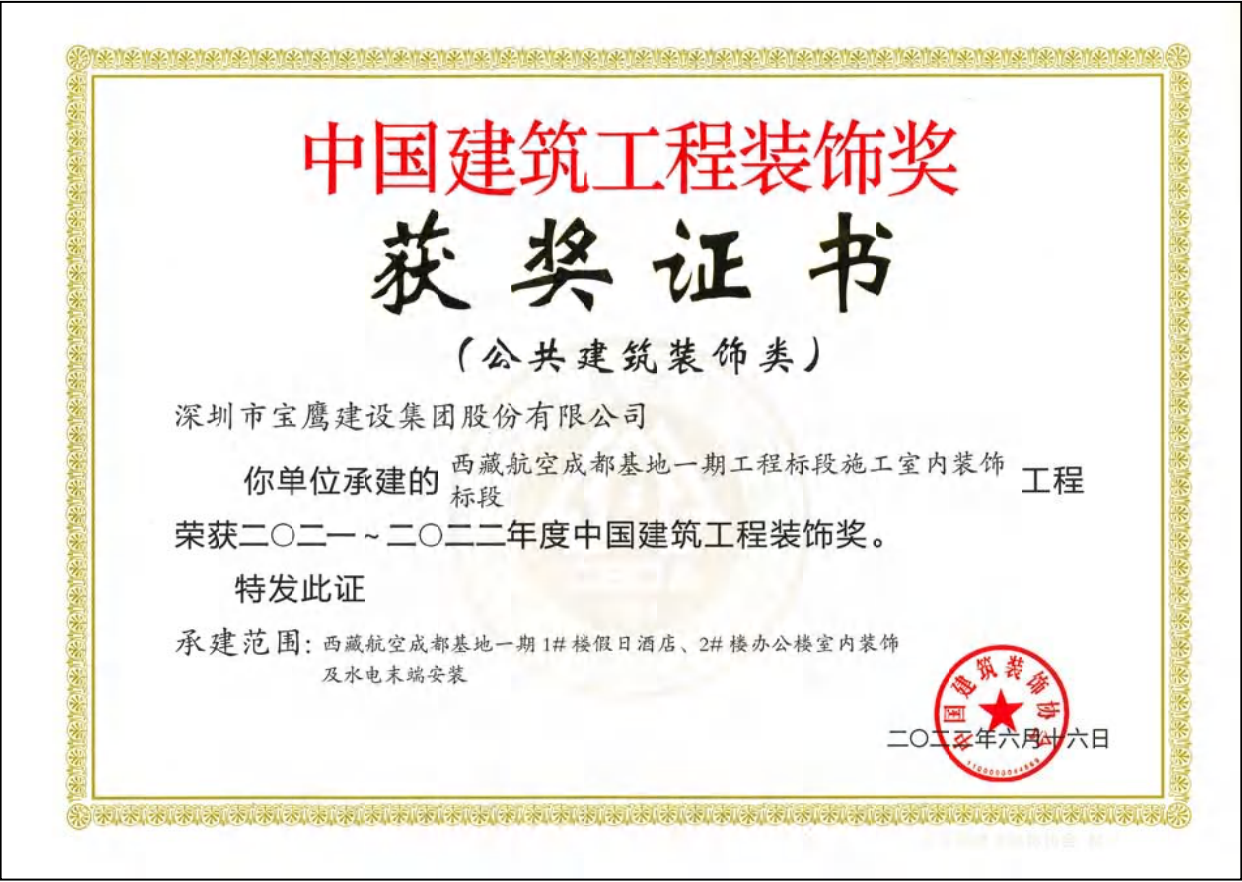 中国建筑工程装饰奖
获奖证书
（公共建筑装饰类）
深圳市宝鹰建设集团股份有限公司
你单位承建的 西藏航空成都基地一期工程标段施工室内装饰
标段 工程
荣获二〇二一~二〇二二年度中国建筑工程装饰奖。
特发此证
承建范围: 西藏航空成都基地一期 1# 楼假日酒店、2# 楼办公楼室内装饰
及水电末端安装
中国建筑装饰协会
二〇二三年六月十六日